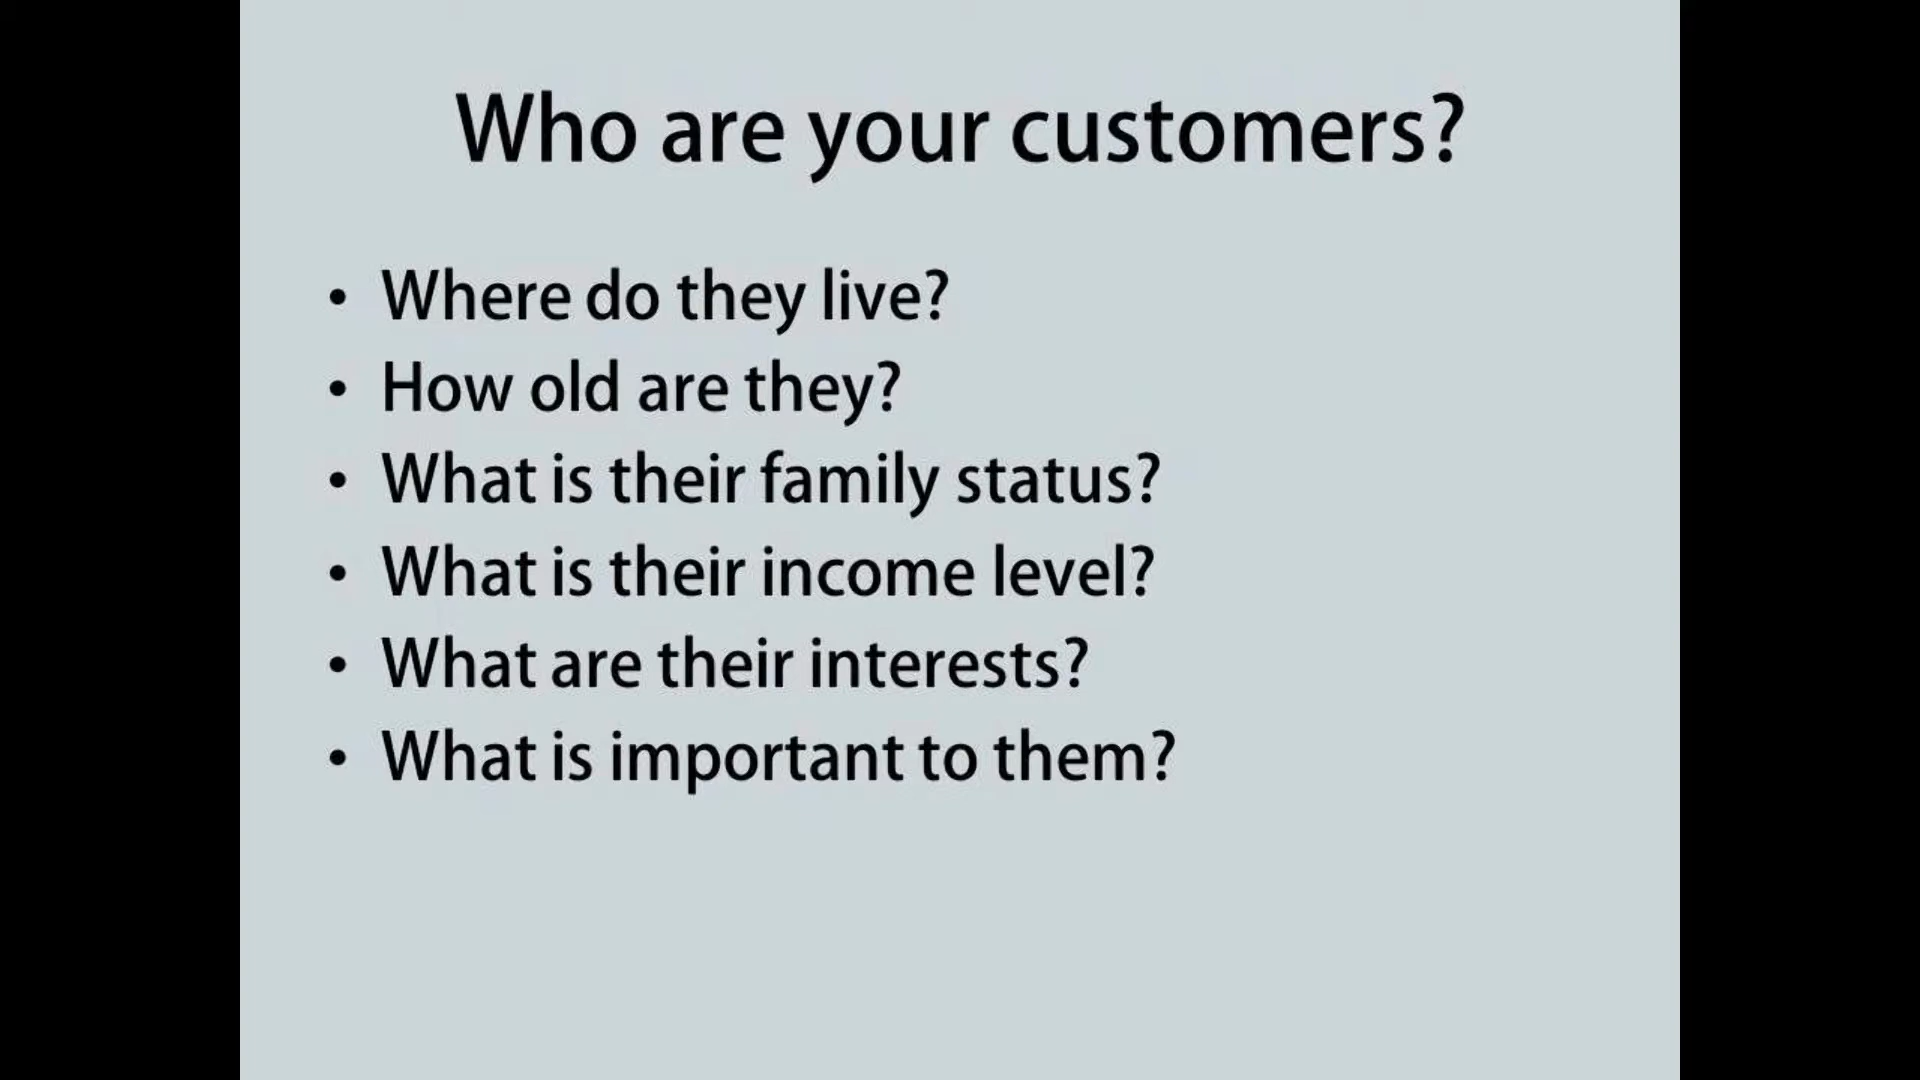 Who are your customers?
• Where do they live?
• How old are they?
• What is their family status?
• What is their income level?
• What are their interests?
• What is important to them?